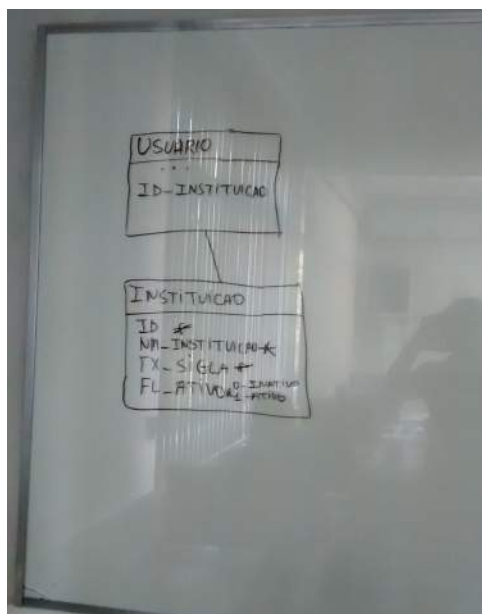 USUARIO
...
ID_INSTITUICAO
INSTITUICAO
ID *
NM_INSTITUICAO *
TX_SIGLA *
FL_ATIVO * 0-INATIVO
1-ATIVO